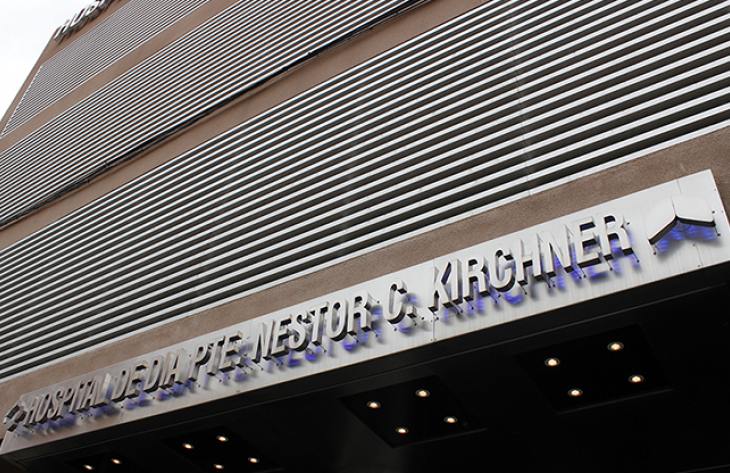 HOSPITAL DE DIA PTE. NESTOR C. KIRCHNER